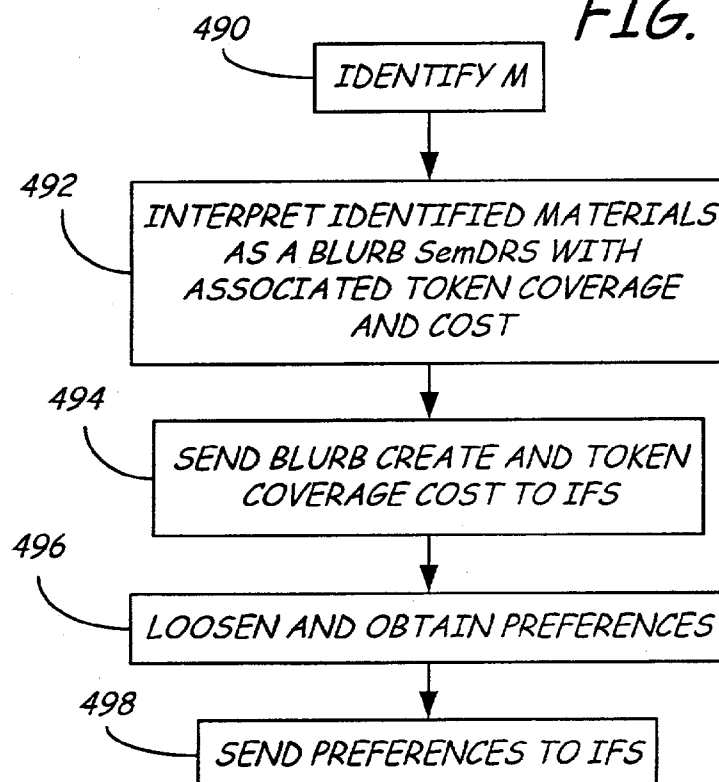 FIG.
490
IDENTIFY M
492
INTERPRET IDENTIFIED MATERIALS
AS A BLURB SemDRS WITH
ASSOCIATED TOKEN COVERAGE
AND COST
494
SEND BLURB CREATE AND TOKEN
COVERAGE COST TO IFS
496
LOOSEN AND OBTAIN PREFERENCES
498
SEND PREFERENCES TO IFS